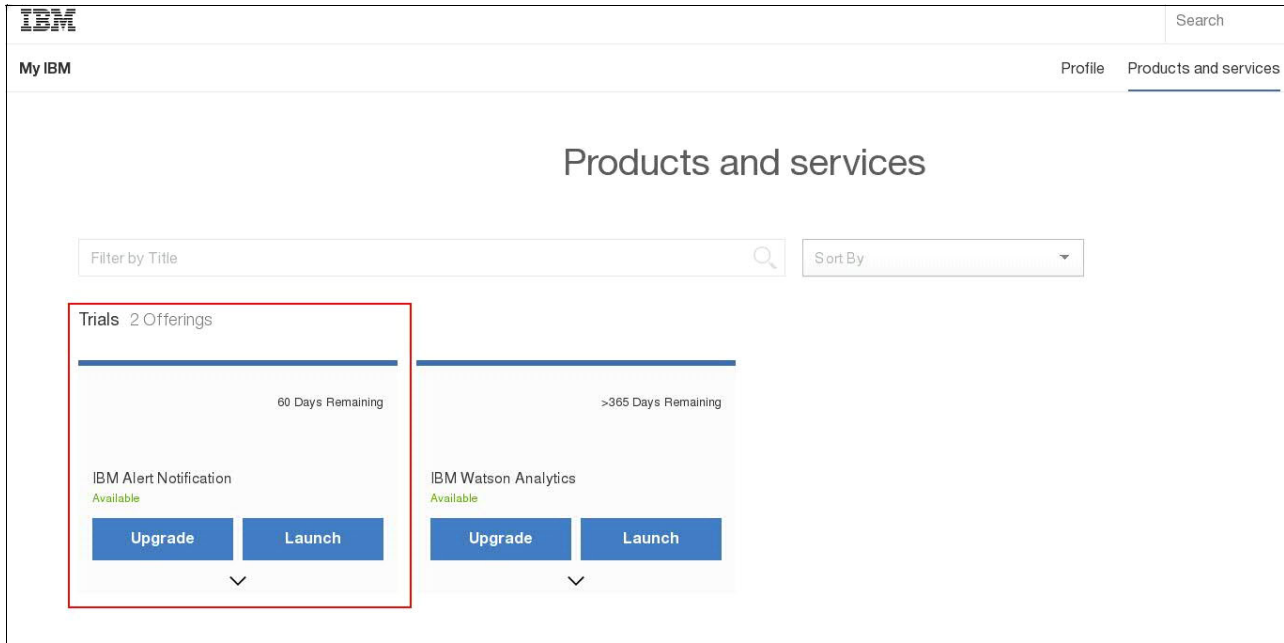 IBM
Search
My IBM
Profile Products and services
Products and services
Filter by Title
Sort By
Trials 2 Offerings
60 Days Remaining
>365 Days Remaining
IBM Alert Notification
IBM Watson Analytics
Available
Available
Upgrade Launch
Upgrade Launch